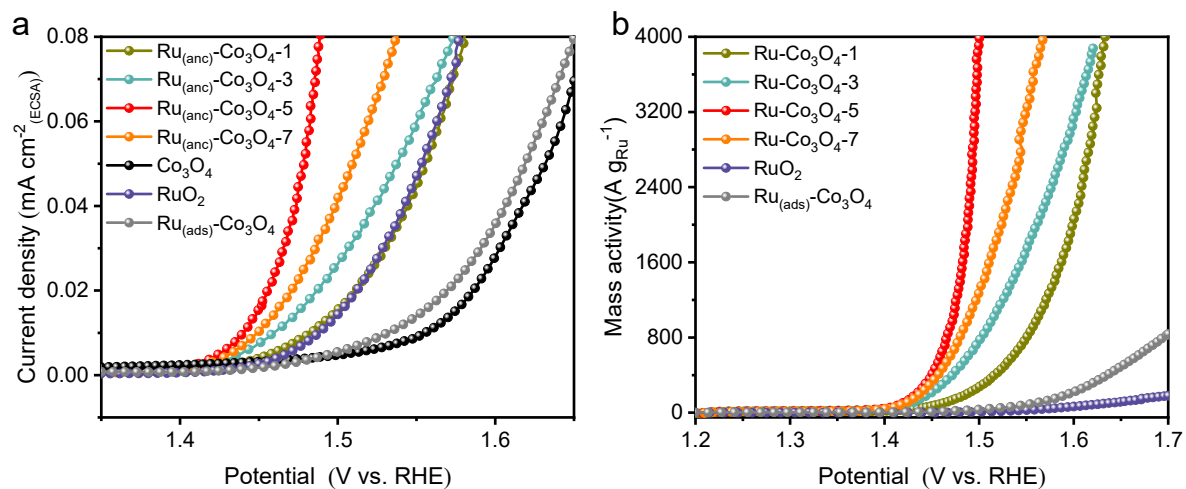 a
0.08
0.06
0.04
0.02
0.00
Current density (mA cm⁻² (ECSA))
Ru(anc)-Co₃O₄-1
Ru(anc)-Co₃O₄-3
Ru(anc)-Co₃O₄-5
Ru(anc)-Co₃O₄-7
Co₃O₄
RuO₂
Ru(ads)-Co₃O₄
1.4 1.5 1.6
Potential (V vs. RHE)
b
4000
3200
2400
1600
800
0
Mass activity(A gRu⁻¹)
Ru-Co₃O₄-1
Ru-Co₃O₄-3
Ru-Co₃O₄-5
Ru-Co₃O₄-7
RuO₂
Ru(ads)-Co₃O₄
1.2 1.3 1.4 1.5 1.6 1.7
Potential (V vs. RHE)